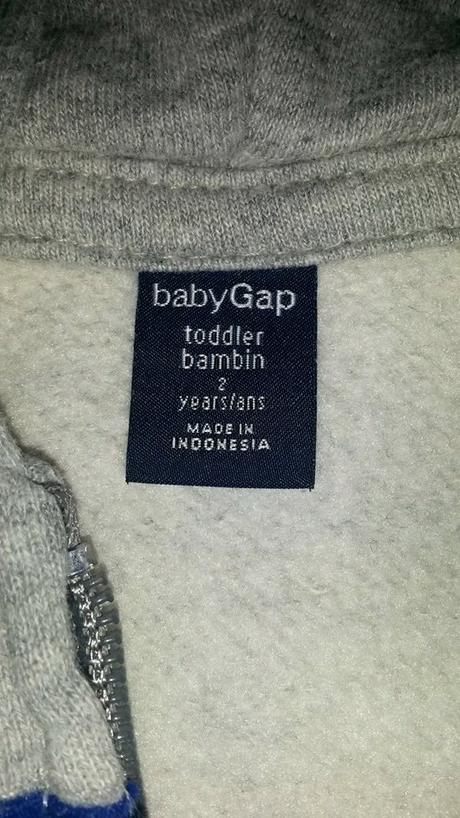 babyGap
toddler
bambin
2
years/ans
MADE IN
INDONESIA